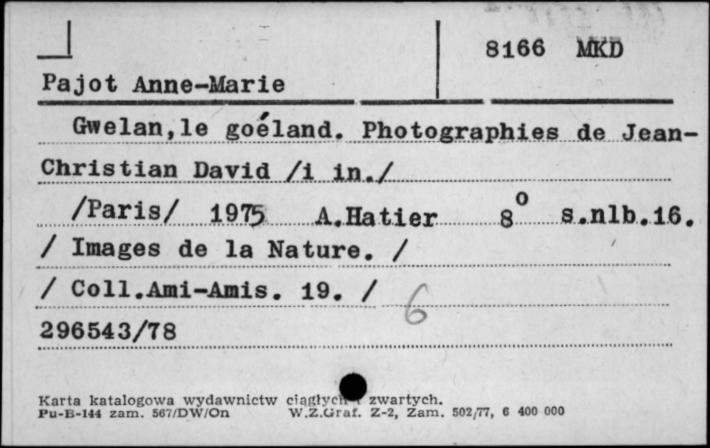 8166 MKD
Pajot Anne-Marie
Gwelan, le goéland. Photographies de Jean-
Christian David /i in./
/Paris/ 1975 A.Hatier 8° s.nlb.16.
/ Images de la Nature. /
/ Coll.Ami-Amis. 19. / 6
296543/78
Karta katalogowa wydawnictw ciągłych i zwartych.
Pu-B-144 zam. 567/DW/On W.Z.Graf. Z-2, Zam. 502/77, 6 400 000